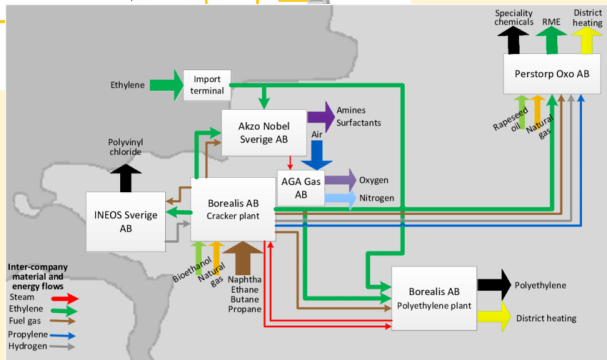 Speciality
chemicals
RME
District
heating
Perstorp Oxo AB
Rapeseed
oil
Natural
gas
Ethylene
Import
terminal
Akzo Nobel
Sverige AB
Amines
Surfactants
Air
Polyvinyl
chloride
AGA Gas
AB
Oxygen
Nitrogen
INEOS Sverige
AB
Borealis AB
Cracker plant
Bioethanol
Natural
gas
Naphtha
Ethane
Butane
Propane
Borealis AB
Polyethylene plant
Polyethylene
District heating
Inter-company
material and
energy flows
Steam
Ethylene
Fuel gas
Propylene
Hydrogen